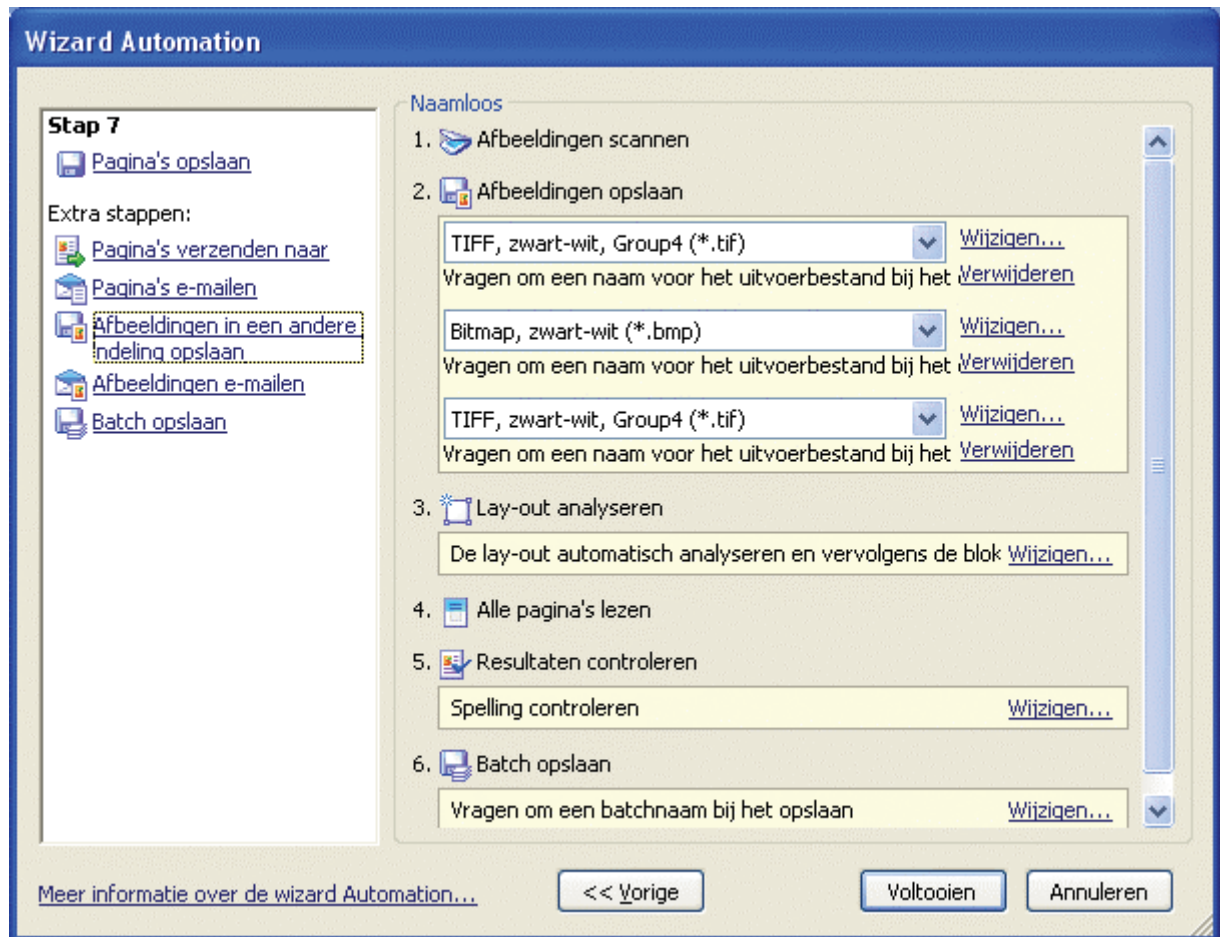 Wizard Automation
Stap 7
Pagina's opslaan
Extra stappen:
Pagina's verzenden naar
Pagina's e-mailen
Afbeeldingen in een andere
ndeling opslaan
Afbeeldingen e-mailen
Batch opslaan
Naamloos
1. Afbeeldingen scannen
2. Afbeeldingen opslaan
TIFF, zwart-wit, Group4 (*.tif) Wijzigen...
Vragen om een naam voor het uitvoerbestand bij het Verwijderen
Bitmap, zwart-wit (*.bmp) Wijzigen...
Vragen om een naam voor het uitvoerbestand bij het Verwijderen
TIFF, zwart-wit, Group4 (*.tif) Wijzigen...
Vragen om een naam voor het uitvoerbestand bij het Verwijderen
3. Lay-out analyseren
De lay-out automatisch analyseren en vervolgens de blok Wijzigen...
4. Alle pagina's lezen
5. Resultaten controleren
Spelling controleren Wijzigen...
6. Batch opslaan
Vragen om een batchnaam bij het opslaan Wijzigen...
Meer informatie over de wizard Automation...
<< Vorige
Voltooien
Annuleren